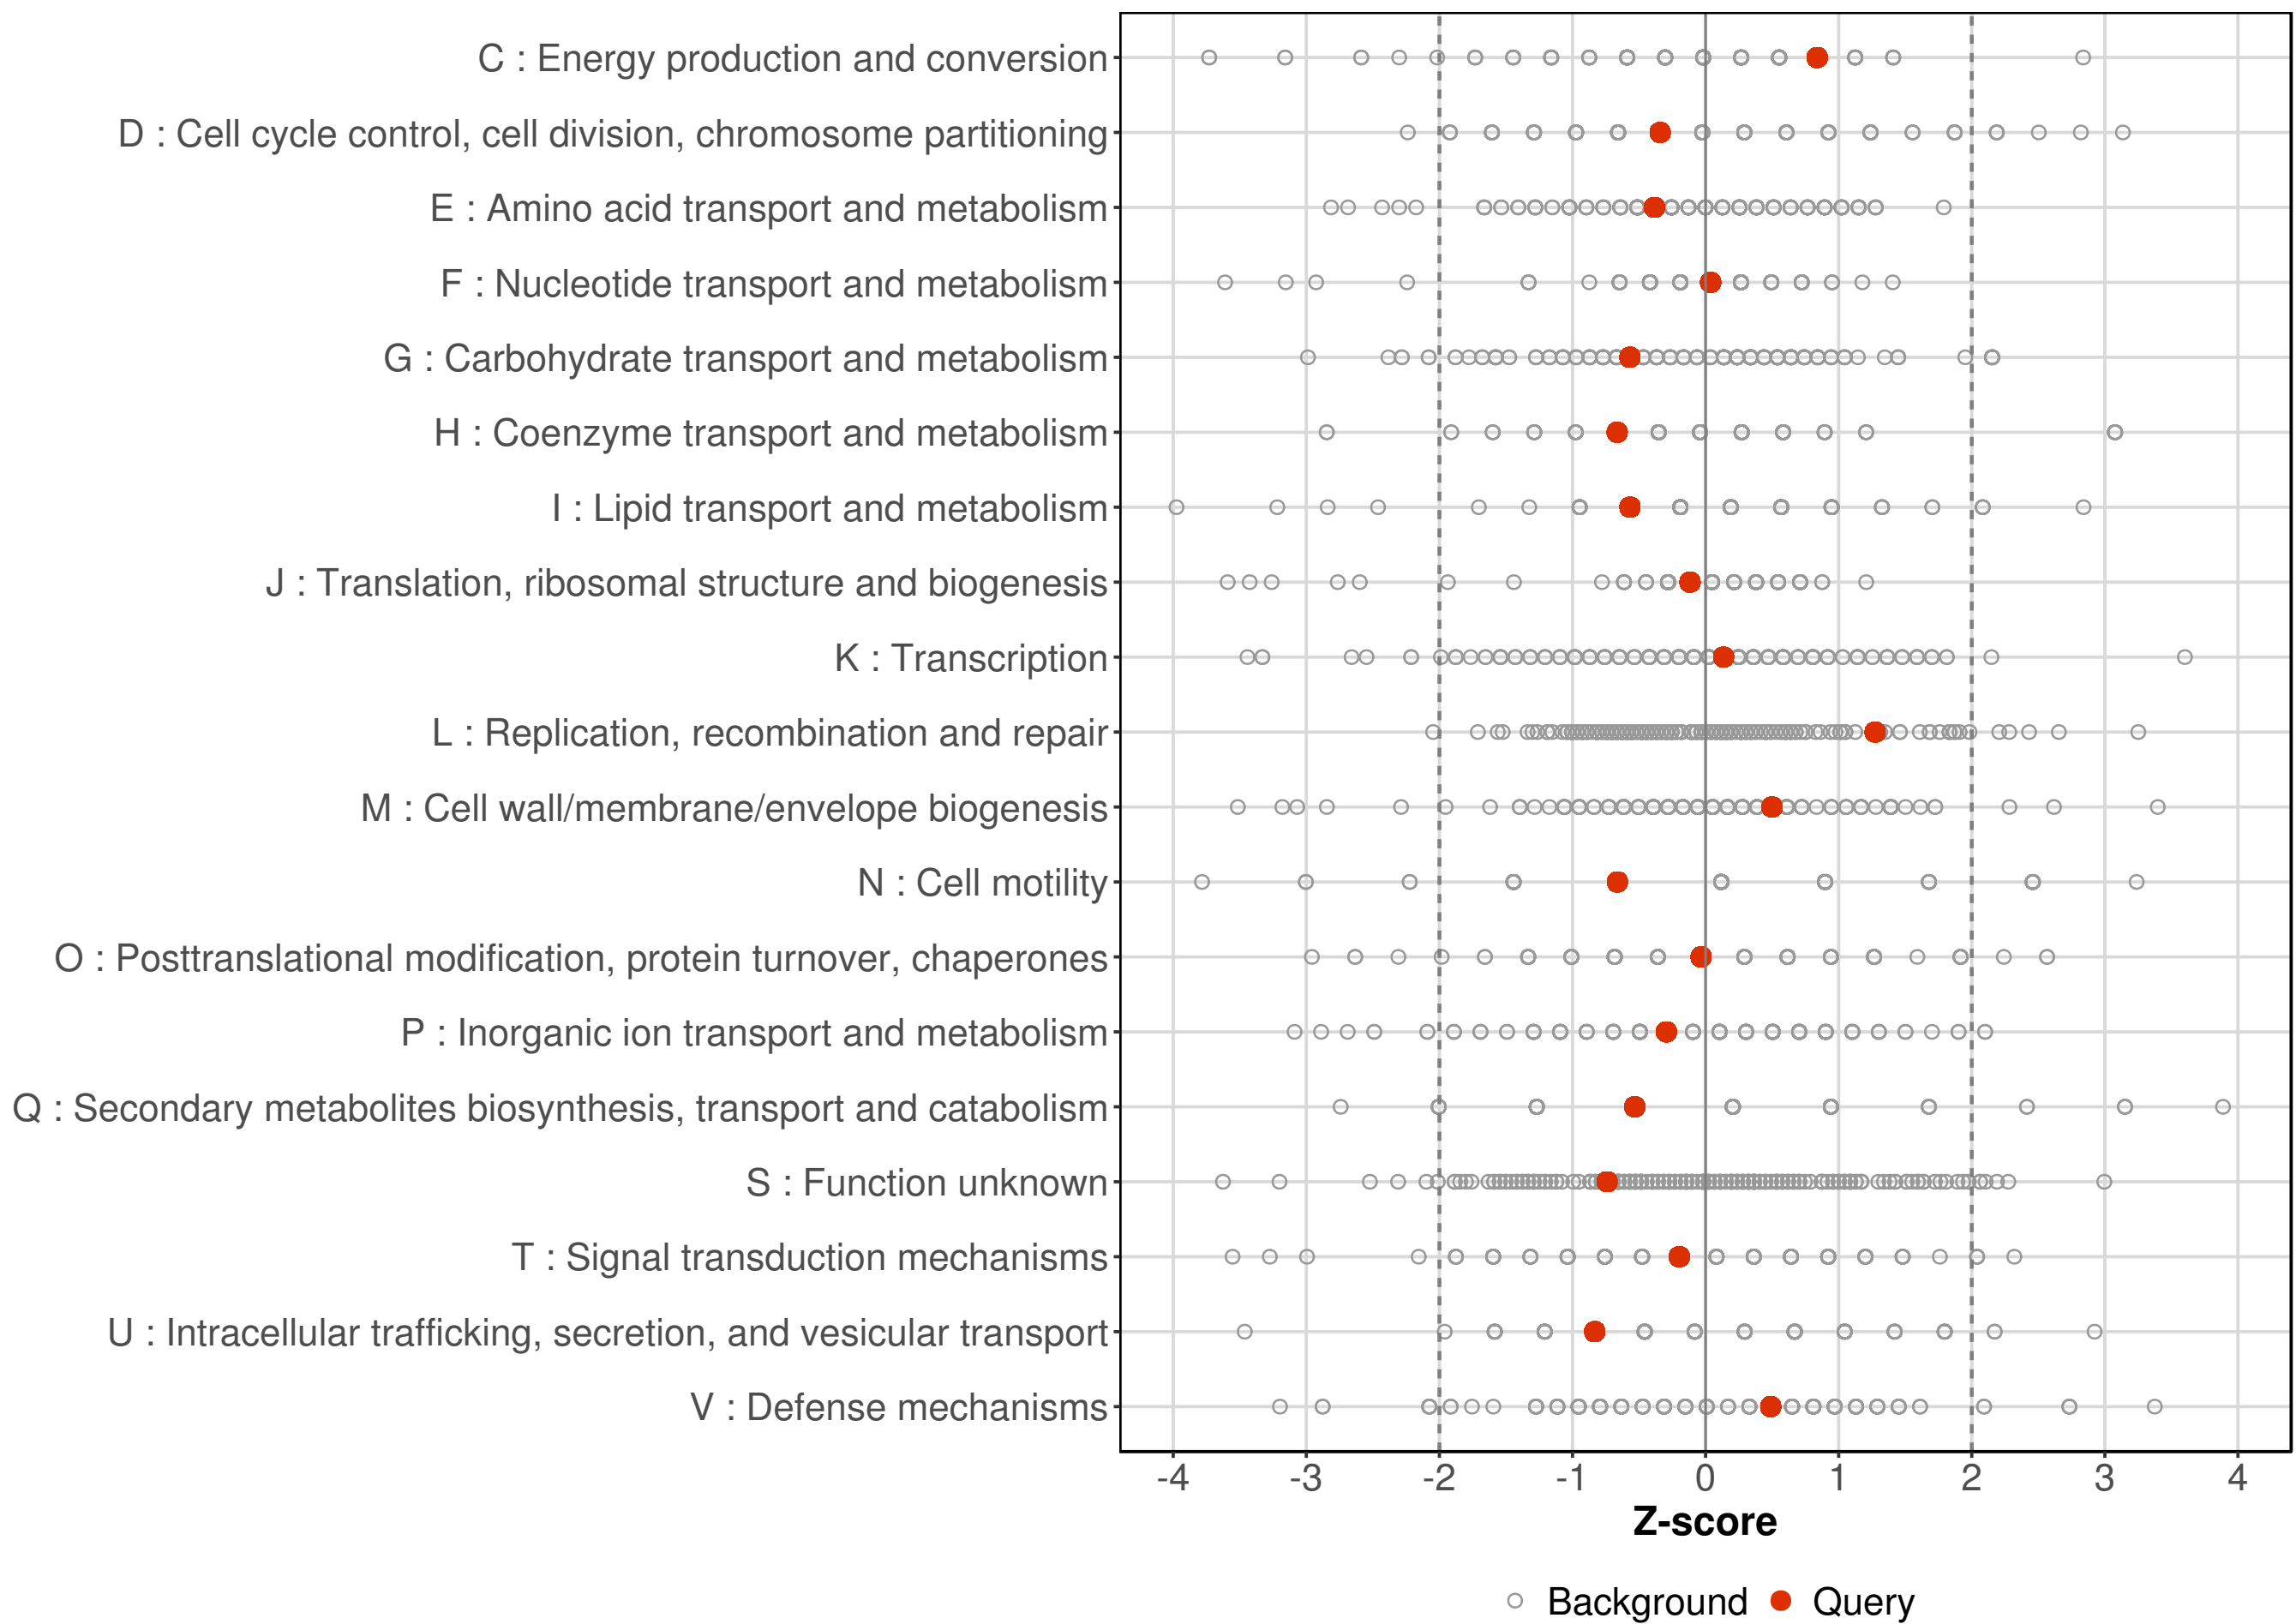 C : Energy production and conversion
D : Cell cycle control, cell division, chromosome partitioning
E : Amino acid transport and metabolism
F : Nucleotide transport and metabolism
G : Carbohydrate transport and metabolism
H : Coenzyme transport and metabolism
I : Lipid transport and metabolism
J : Translation, ribosomal structure and biogenesis
K : Transcription
L : Replication, recombination and repair
M : Cell wall/membrane/envelope biogenesis
N : Cell motility
O : Posttranslational modification, protein turnover, chaperones
P : Inorganic ion transport and metabolism
Q : Secondary metabolites biosynthesis, transport and catabolism
S : Function unknown
T : Signal transduction mechanisms
U : Intracellular trafficking, secretion, and vesicular transport
V : Defense mechanisms
-4 -3 -2 -1 0 1 2 3 4
Z-score
Background Query